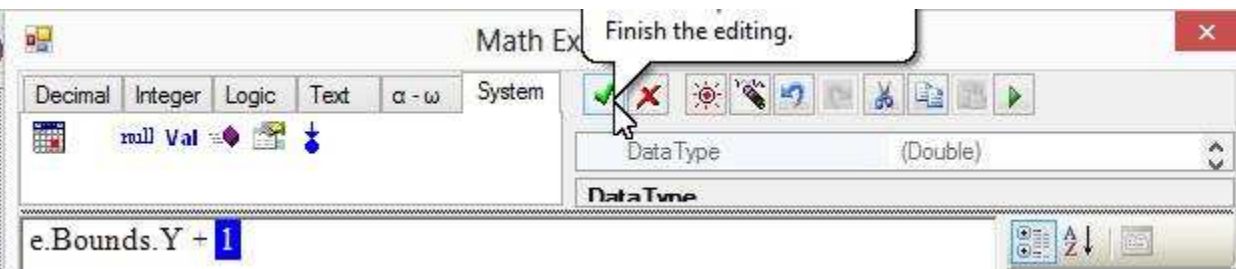 Math Ex
Finish the editing.
Decimal Integer Logic Text α - ω System
null Val
DataType (Double)
DataType
e.Bounds.Y + 1
A
Z